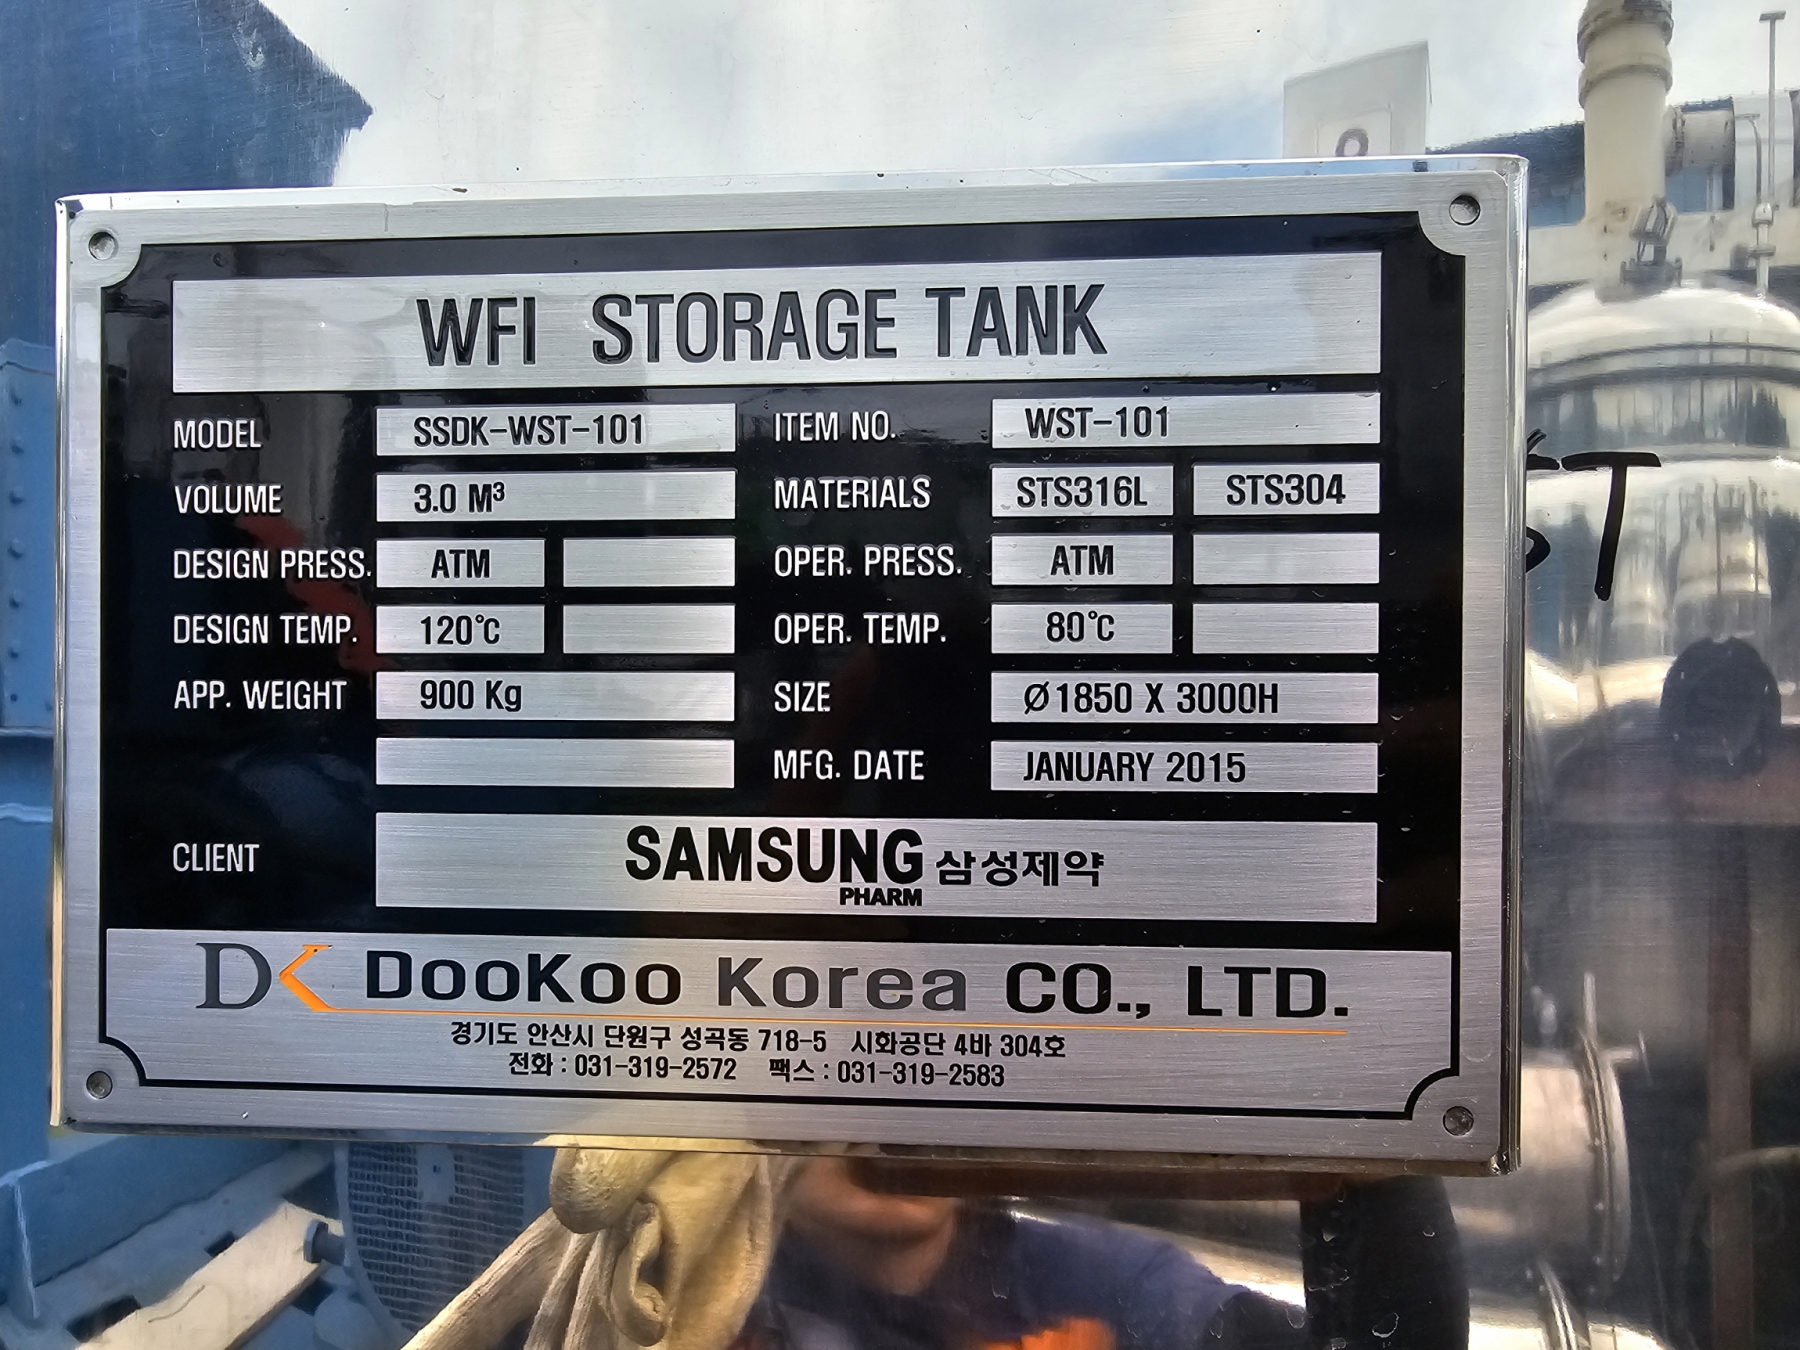 WFI STORAGE TANK
MODEL SSDK-WST-101 ITEM NO. WST-101
VOLUME 3.0 M³ MATERIALS STS316L STS304
DESIGN PRESS. ATM OPER. PRESS. ATM
DESIGN TEMP. 120℃ OPER. TEMP. 80℃
APP. WEIGHT 900 Kg SIZE Ø1850 X 3000H
MFG. DATE JANUARY 2015
CLIENT SAMSUNG PHARM 삼성제약
DK DooKoo Korea CO., LTD.
경기도 안산시 단원구 성곡동 718-5 시화공단 4바 304호
전화 : 031-319-2572 팩스 : 031-319-2583